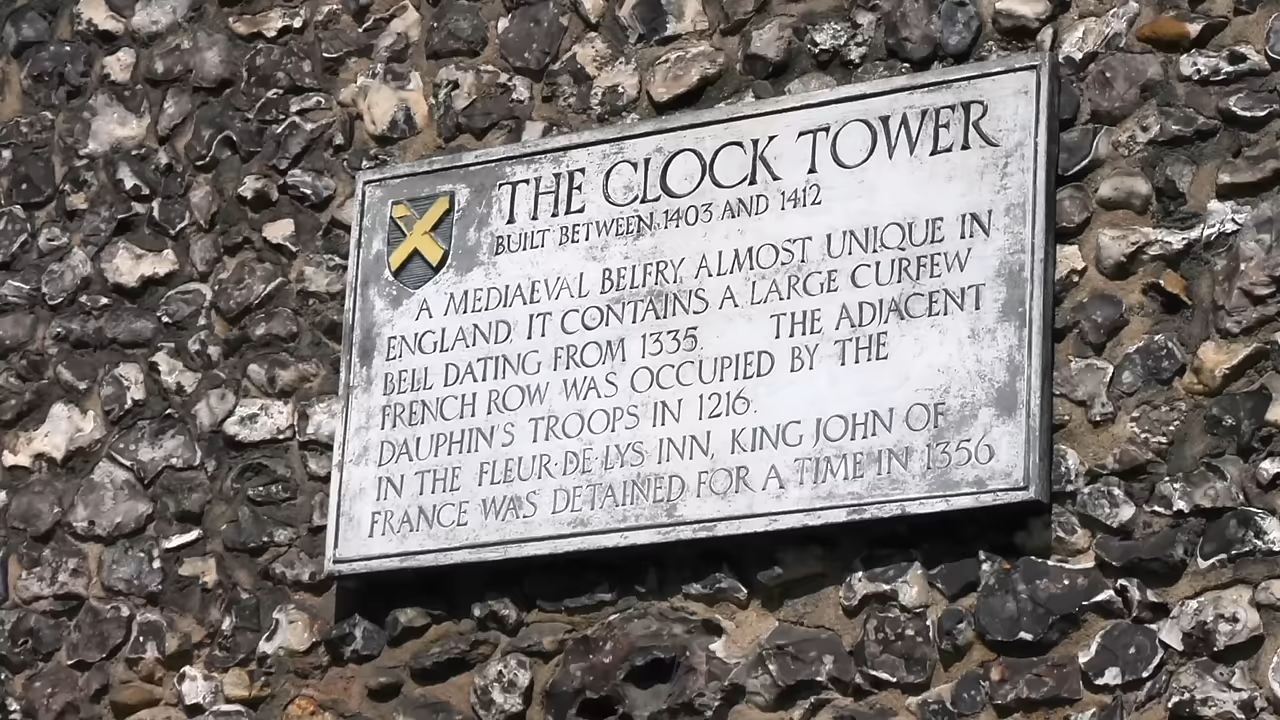 THE CLOCK TOWER
BUILT BETWEEN 1403 AND 1412
A MEDIAEVAL BELFRY, ALMOST UNIQUE IN
ENGLAND, IT CONTAINS A LARGE CURFEW
BELL DATING FROM 1335. THE ADJACENT
FRENCH ROW WAS OCCUPIED BY THE
DAUPHIN'S TROOPS IN 1216.
IN THE FLEUR·DE·LYS INN, KING JOHN OF
FRANCE WAS DETAINED FOR A TIME IN 1356